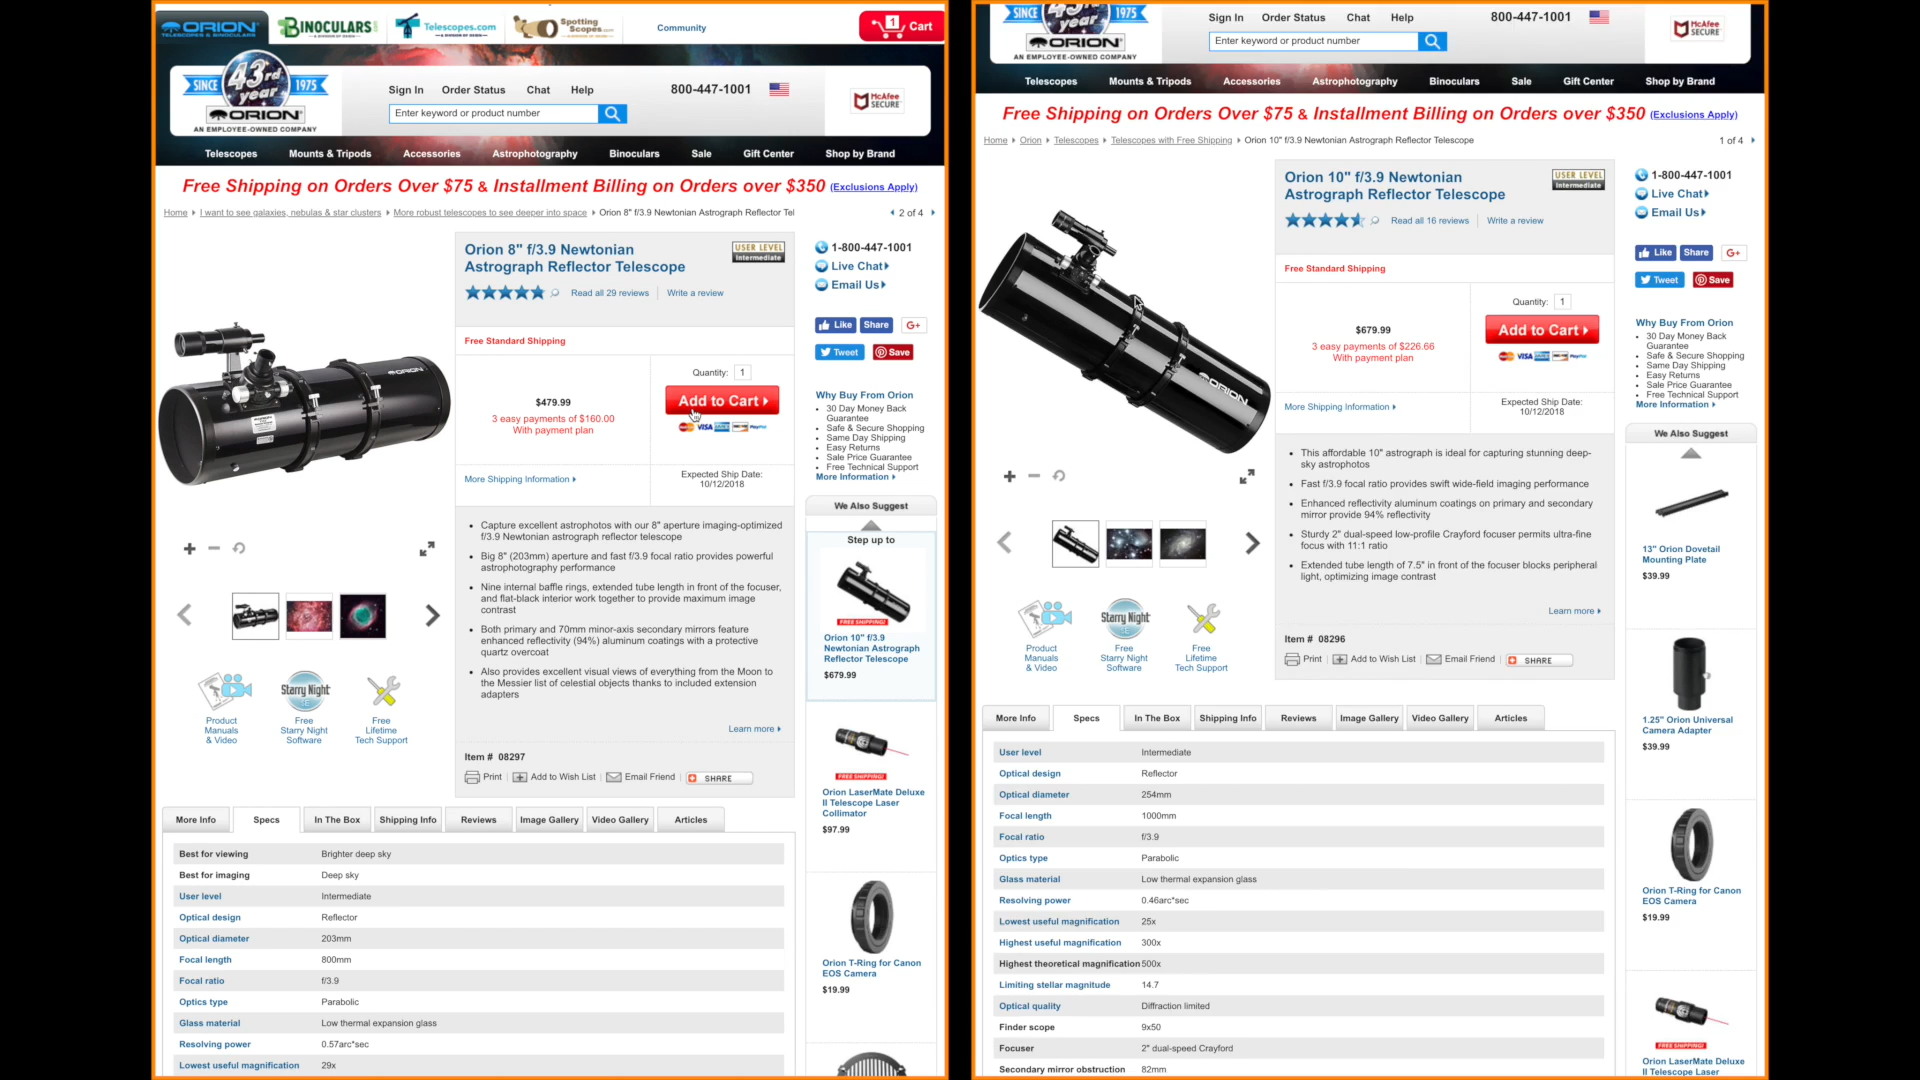 ORION
TELESCOPES & BINOCULARS
BINOCULARS
Telescopes.com
Spotting
Scopes.com
Community
1
Cart
43rd
year
SINCE
1975
ORION
AN EMPLOYEE-OWNED COMPANY
Sign In
Order Status
Chat
Help
800-447-1001
Enter keyword or product number
McAfee
SECURE
Telescopes
Mounts & Tripods
Accessories
Astrophotography
Binoculars
Sale
Gift Center
Shop by Brand
Free Shipping on Orders Over $75 & Installment Billing on Orders over $350 (Exclusions Apply)
Home
I want to see galaxies, nebulas & star clusters
More robust telescopes to see deeper into space
Orion 8" f/3.9 Newtonian Astrograph Reflector Tel
2 of 4
Orion 8" f/3.9 Newtonian
Astrograph Reflector Telescope
USER LEVEL
Intermediate
Read all 29 reviews
Write a review
Free Standard Shipping
$479.99
3 easy payments of $160.00
With payment plan
Quantity: 1
Add to Cart
VISA
PayPal
More Shipping Information
Expected Ship Date:
10/12/2018
Capture excellent astrophotos with our 8" aperture imaging-optimized
f/3.9 Newtonian astrograph reflector telescope
Big 8" (203mm) aperture and fast f/3.9 focal ratio provides powerful
astrophotography performance
Nine internal baffle rings, extended tube length in front of the focuser,
and flat-black interior work together to provide maximum image
contrast
Both primary and 70mm minor-axis secondary mirrors feature
enhanced reflectivity (94%) aluminum coatings with a protective
quartz overcoat
Also provides excellent visual views of everything from the Moon to
the Messier list of celestial objects thanks to included extension
adapters
Learn more
Item # 08297
Print
Add to Wish List
Email Friend
SHARE
ORION
Product
Manuals
& Video
Starry Night
SE
Free
Starry Night
Software
Free
Lifetime
Tech Support
1-800-447-1001
Live Chat
Email Us
Like
Share
G+
Tweet
Save
Why Buy From Orion
30 Day Money Back
Guarantee
Safe & Secure Shopping
Same Day Shipping
Easy Returns
Sale Price Guarantee
Free Technical Support
More Information
We Also Suggest
Step up to
FREE SHIPPING!
Orion 10" f/3.9
Newtonian Astrograph
Reflector Telescope
$679.99
FREE SHIPPING!
Orion LaserMate Deluxe
II Telescope Laser
Collimator
$97.99
Orion T-Ring for Canon
EOS Camera
$19.99
More Info
Specs
In The Box
Shipping Info
Reviews
Image Gallery
Video Gallery
Articles
Best for viewing Brighter deep sky
Best for imaging Deep sky
User level Intermediate
Optical design Reflector
Optical diameter 203mm
Focal length 800mm
Focal ratio f/3.9
Optics type Parabolic
Glass material Low thermal expansion glass
Resolving power 0.57arc*sec
Lowest useful magnification 29x
SINCE
year
1975
ORION
AN EMPLOYEE-OWNED COMPANY
Sign In
Order Status
Chat
Help
800-447-1001
Enter keyword or product number
McAfee
SECURE
Telescopes
Mounts & Tripods
Accessories
Astrophotography
Binoculars
Sale
Gift Center
Shop by Brand
Free Shipping on Orders Over $75 & Installment Billing on Orders over $350 (Exclusions Apply)
Home
Orion
Telescopes
Telescopes with Free Shipping
Orion 10" f/3.9 Newtonian Astrograph Reflector Telescope
1 of 4
Orion 10" f/3.9 Newtonian
Astrograph Reflector Telescope
USER LEVEL
Intermediate
Read all 16 reviews
Write a review
Free Standard Shipping
$679.99
3 easy payments of $226.66
With payment plan
Quantity: 1
Add to Cart
VISA
PayPal
More Shipping Information
Expected Ship Date:
10/12/2018
This affordable 10" astrograph is ideal for capturing stunning deep-
sky astrophotos
Fast f/3.9 focal ratio provides swift wide-field imaging performance
Enhanced reflectivity aluminum coatings on primary and secondary
mirror provide 94% reflectivity
Sturdy 2" dual-speed low-profile Crayford focuser permits ultra-fine
focus with 11:1 ratio
Extended tube length of 7.5" in front of the focuser blocks peripheral
light, optimizing image contrast
Learn more
Item # 08296
Print
Add to Wish List
Email Friend
SHARE
ORION
Product
Manuals
& Video
Starry Night
SE
Free
Starry Night
Software
Free
Lifetime
Tech Support
1-800-447-1001
Live Chat
Email Us
Like
Share
G+
Tweet
Save
Why Buy From Orion
30 Day Money Back
Guarantee
Safe & Secure Shopping
Same Day Shipping
Easy Returns
Sale Price Guarantee
Free Technical Support
More Information
We Also Suggest
13" Orion Dovetail
Mounting Plate
$39.99
1.25" Orion Universal
Camera Adapter
$39.99
Orion T-Ring for Canon
EOS Camera
$19.99
FREE SHIPPING!
Orion LaserMate Deluxe
II Telescope Laser
More Info
Specs
In The Box
Shipping Info
Reviews
Image Gallery
Video Gallery
Articles
User level Intermediate
Optical design Reflector
Optical diameter 254mm
Focal length 1000mm
Focal ratio f/3.9
Optics type Parabolic
Glass material Low thermal expansion glass
Resolving power 0.46arc*sec
Lowest useful magnification 25x
Highest useful magnification 300x
Highest theoretical magnification 500x
Limiting stellar magnitude 14.7
Optical quality Diffraction limited
Finder scope 9x50
Focuser 2" dual-speed Crayford
Secondary mirror obstruction 82mm